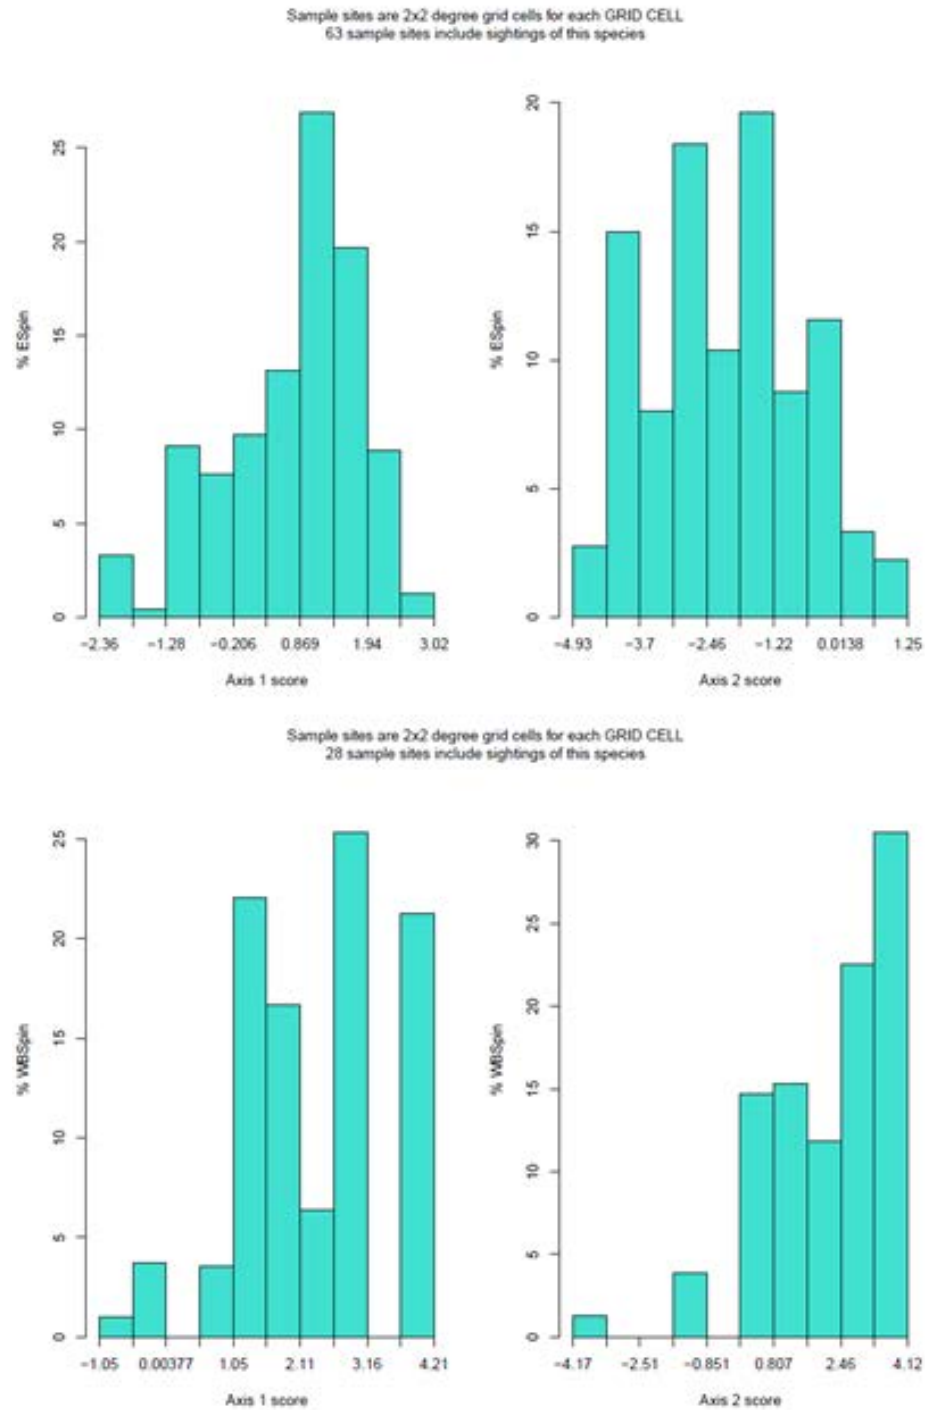 Sample sites are 2x2 degree grid cells for each GRID CELL
63 sample sites include sightings of this species
% ESpin
0 5 10 15 20 25
−2.36 −1.28 −0.206 0.869 1.94 3.02
Axis 1 score
% ESpin
0 5 10 15 20
−4.93 −3.7 −2.46 −1.22 0.0138 1.25
Axis 2 score
Sample sites are 2x2 degree grid cells for each GRID CELL
28 sample sites include sightings of this species
% WBSpin
0 5 10 15 20 25
−1.05 0.00377 1.05 2.11 3.16 4.21
Axis 1 score
% WBSpin
0 5 10 15 20 25 30
−4.17 −2.51 −0.851 0.807 2.46 4.12
Axis 2 score